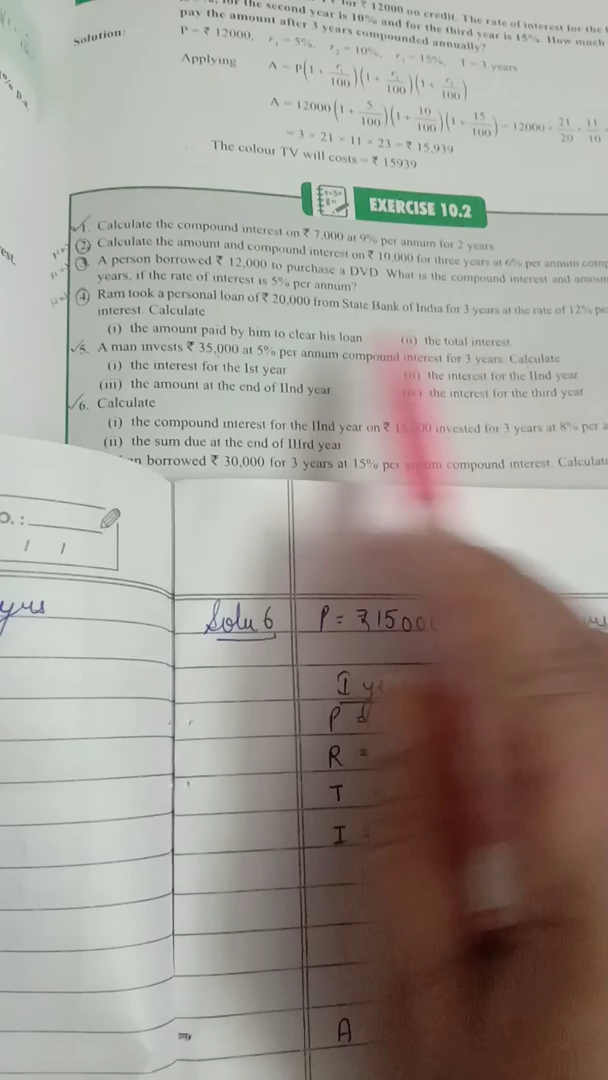 for ₹ 12000 on credit. The rate of interest for the
for the second year is 10% and for the third year is 15%. How much
pay the amount after 3 years compounded annually?
Solution: P = ₹ 12000, r₁ = 5%, r₂ = 10%, r₃ = 15%, T = 3 years
Applying A = P(1 + r₁/100)(1 + r₂/100)(1 + r₃/100)
A = 12000(1 + 5/100)(1 + 10/100)(1 + 15/100) = 12000 × 21/20 × 11/10
= 3 × 21 × 11 × 23 = ₹ 15,939
The colour TV will costs = ₹ 15939
EXERCISE 10.2
1. Calculate the compound interest on ₹ 7,000 at 9% per annum for 2 years.
2. Calculate the amount and compound interest on ₹ 10,000 for three years at 6% per annum comp
3. A person borrowed ₹ 12,000 to purchase a DVD. What is the compound interest and amoun
years, if the rate of interest is 5% per annum?
4. Ram took a personal loan of ₹ 20,000 from State Bank of India for 3 years at the rate of 12% pe
interest. Calculate
(i) the amount paid by him to clear his loan (ii) the total interest.
5. A man invests ₹ 35,000 at 5% per annum compound interest for 3 years. Calculate
(i) the interest for the Ist year (ii) the interest for the IInd year
(iii) the amount at the end of IInd year the interest for the third year
6. Calculate
(i) the compound interest for the IInd year on ₹ 15,000 invested for 3 years at 8% per a
(ii) the sum due at the end of IIIrd year
borrowed ₹ 30,000 for 3 years at 15% per annum compound interest. Calculate
yrs Solu 6 P = ₹ 15000
I y
P
R =
T
I
⇒ A